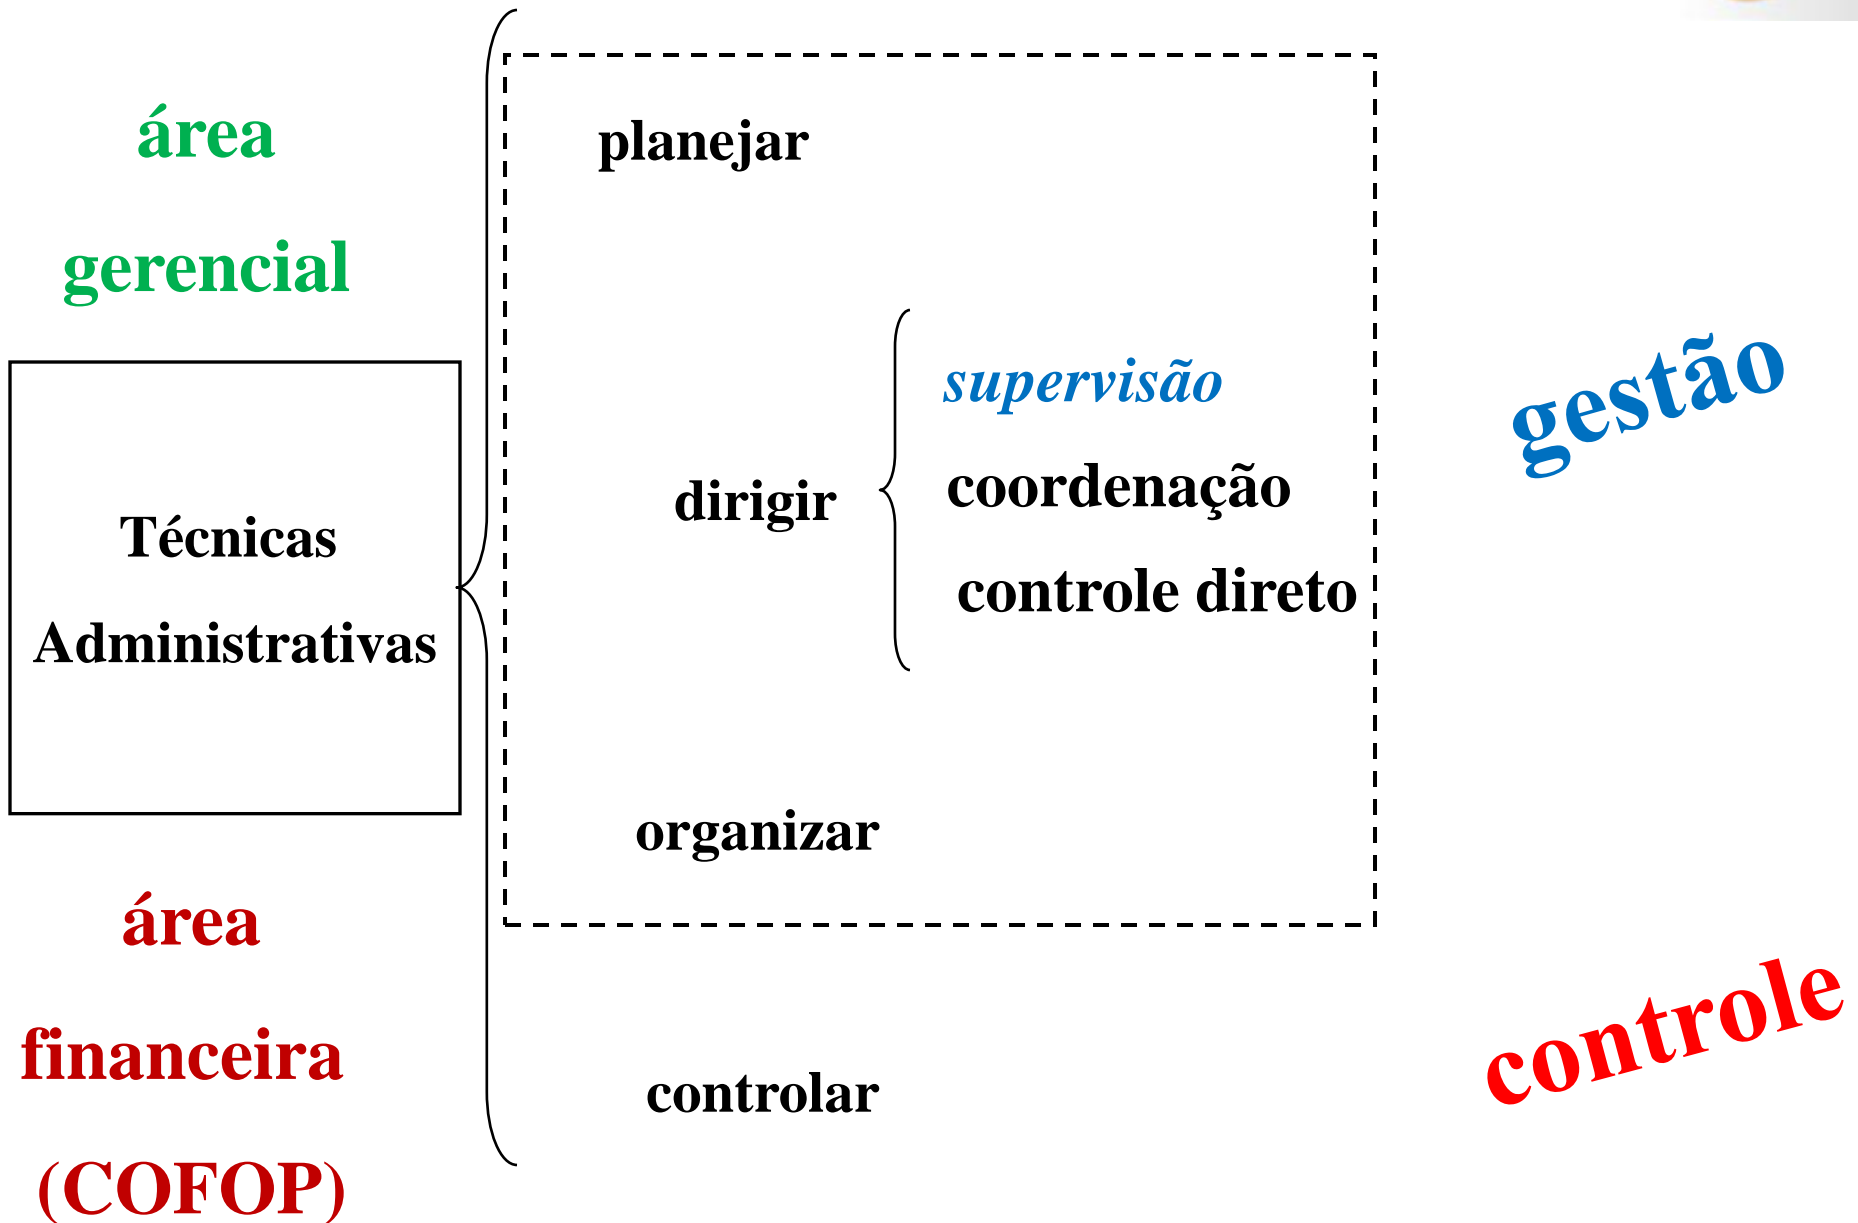 área
gerencial
Técnicas
Administrativas
área
financeira
(COFOP)
planejar
dirigir
supervisão
coordenação
controle direto
organizar
controlar
gestão
controle